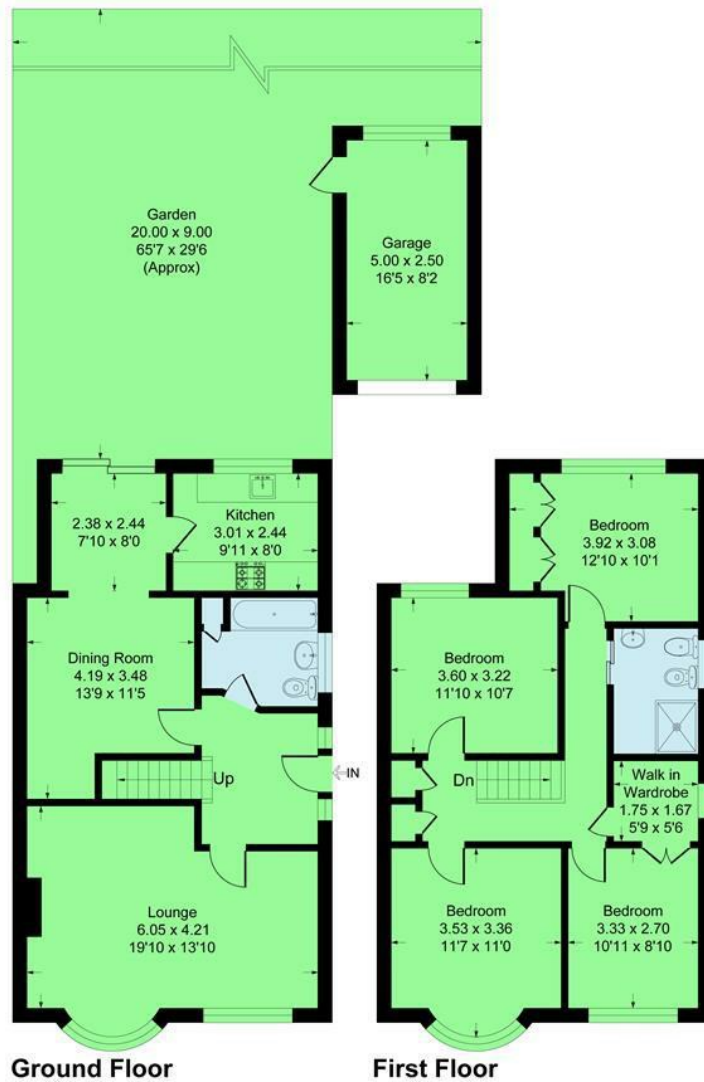 Garden
20.00 x 9.00
65'7 x 29'6
(Approx)
Garage
5.00 x 2.50
16'5 x 8'2
2.38 x 2.44
7'10 x 8'0
Kitchen
3.01 x 2.44
9'11 x 8'0
Dining Room
4.19 x 3.48
13'9 x 11'5
Up
IN
Lounge
6.05 x 4.21
19'10 x 13'10
Ground Floor
Bedroom
3.92 x 3.08
12'10 x 10'1
Bedroom
3.60 x 3.22
11'10 x 10'7
Dn
Walk in
Wardrobe
1.75 x 1.67
5'9 x 5'6
Bedroom
3.53 x 3.36
11'7 x 11'0
Bedroom
3.33 x 2.70
10'11 x 8'10
First Floor